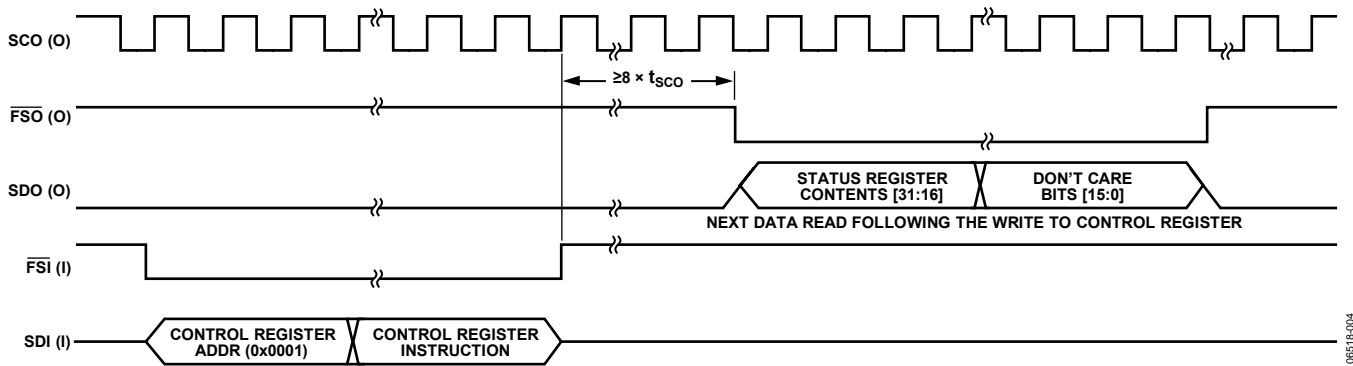 SCO (O)
≥8 × tSCO
FSO (O)
SDO (O)
STATUS REGISTER
CONTENTS [31:16]
DON'T CARE
BITS [15:0]
NEXT DATA READ FOLLOWING THE WRITE TO CONTROL REGISTER
FSI (I)
SDI (I)
CONTROL REGISTER
ADDR (0x0001)
CONTROL REGISTER
INSTRUCTION
06518-004